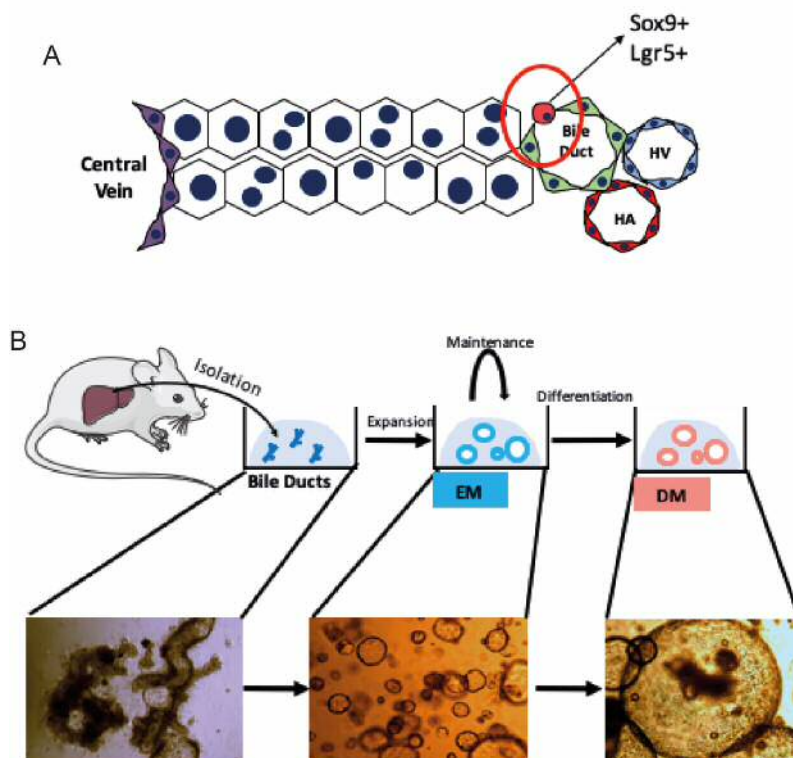 A
Sox9+
Lgr5+
Central
Vein
Bile
Duct
HV
HA
B
Isolation
Bile Ducts
Expansion
Maintenance
EM
Differentiation
DM